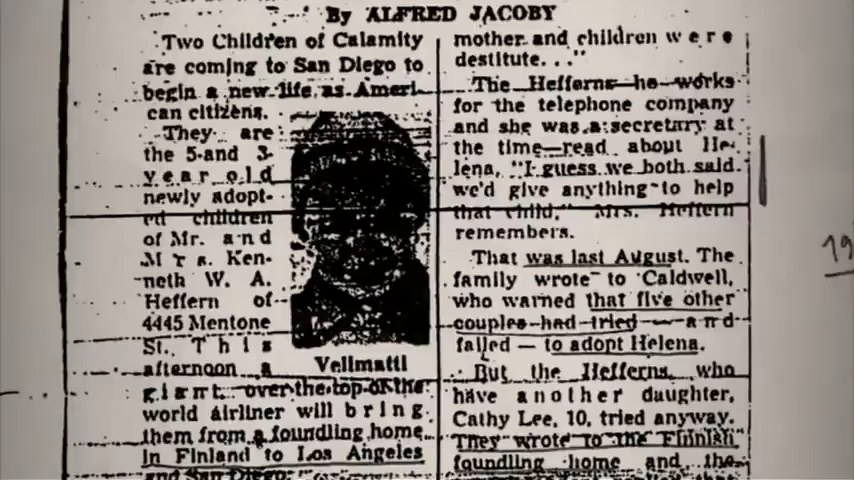 By ALFRED JACOBY
Two Children of Calamity
are coming to San Diego to
begin a new life as Ameri-
can citizens.
They are
the 5-and 3-
year old
newly adopt-
ed children
of Mr. and
Mrs. Ken-
neth W. A.
Heffern of
4445 Mentone
St. This
afternoon a
giant over-the-top-of-the
world airliner will bring
them from a foundling home
in Finland to Los Angeles
and San Diego.
Vellmatti
mother and children were
destitute. . ."
The Hefferns—he works
for the telephone company
and she was a secretary at
the time—read about He-
lena, "I guess we both said
we'd give anything to help
that child," Mrs. Heffern
remembers.
That was last August. The
family wrote to Caldwell,
who warned that five other
couples had tried — and
failed — to adopt Helena.
But the Hefferns, who
have another daughter,
Cathy Lee, 10, tried anyway.
They wrote to the Finnish
foundling home and the
19